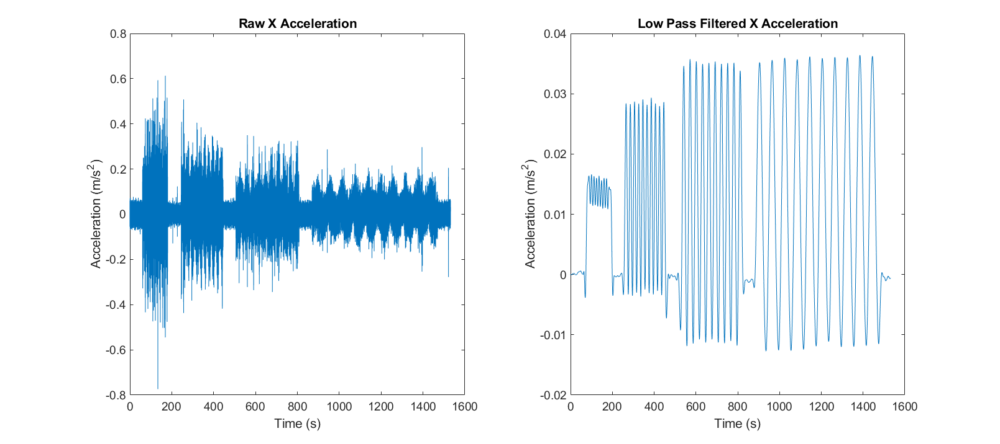 Raw X Acceleration
0.8
0.6
0.4
0.2
0
-0.2
-0.4
-0.6
-0.8
Acceleration (m/s²)
0 200 400 600 800 1000 1200 1400 1600
Time (s)
Low Pass Filtered X Acceleration
0.04
0.03
0.02
0.01
0
-0.01
-0.02
Acceleration (m/s²)
0 200 400 600 800 1000 1200 1400 1600
Time (s)